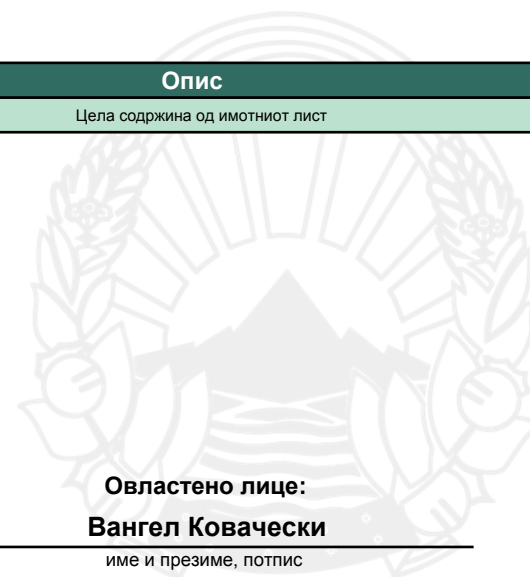 Опис
Цела содржина од имотниот лист
Овластено лице:
Вангел Ковачески
име и презиме, потпис